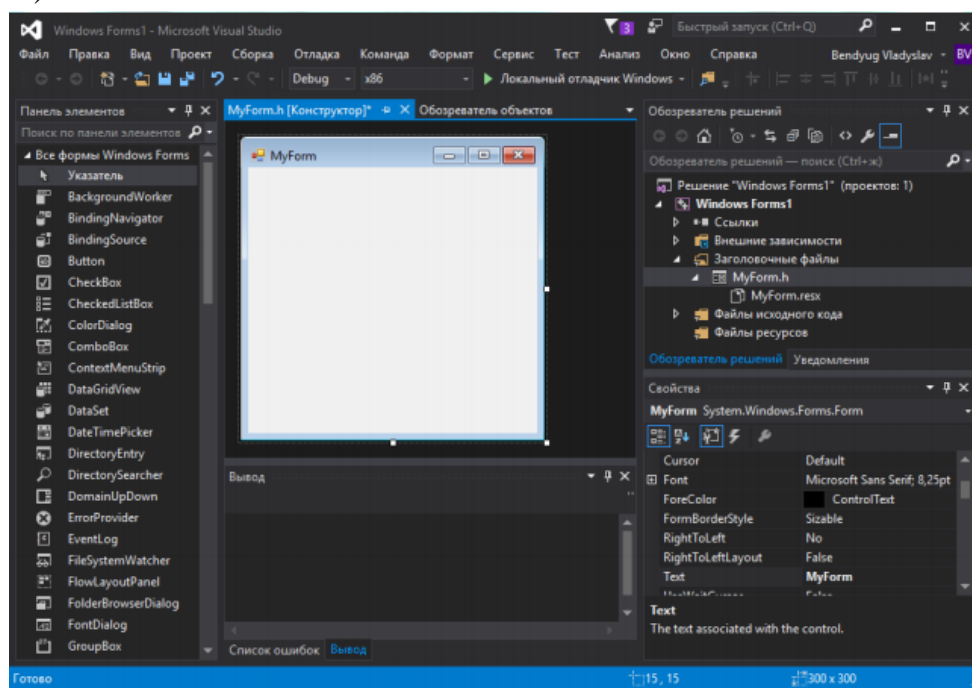 Windows Forms1 - Microsoft Visual Studio
3
Быстрый запуск (Ctrl+Q)
Файл Правка Вид Проект Сборка Отладка Команда Формат Сервис Тест Анализ Окно Справка Bendyug Vladyslav BV
Debug x86 Локальный отладчик Windows
Панель элементов
Поиск по панели элементов
Все формы Windows Forms
Указатель
BackgroundWorker
BindingNavigator
BindingSource
Button
CheckBox
CheckedListBox
ColorDialog
ComboBox
ContextMenuStrip
DataGridView
DataSet
DateTimePicker
DirectoryEntry
DirectorySearcher
DomainUpDown
ErrorProvider
EventLog
FileSystemWatcher
FlowLayoutPanel
FolderBrowserDialog
FontDialog
GroupBox
MyForm.h [Конструктор]* Обозреватель объектов
MyForm
Вывод
Список ошибок Вывод
Обозреватель решений
Обозреватель решений — поиск (Ctrl+ж)
Решение "Windows Forms1" (проектов: 1)
Windows Forms1
Ссылки
Внешние зависимости
Заголовочные файлы
MyForm.h
MyForm.resx
Файлы исходного кода
Файлы ресурсов
Обозреватель решений Уведомления
Свойства
MyForm System.Windows.Forms.Form
Cursor Default
Font Microsoft Sans Serif; 8,25pt
ForeColor ControlText
FormBorderStyle Sizable
RightToLeft No
RightToLeftLayout False
Text MyForm
Text
The text associated with the control.
Готово 15 , 15 300 x 300